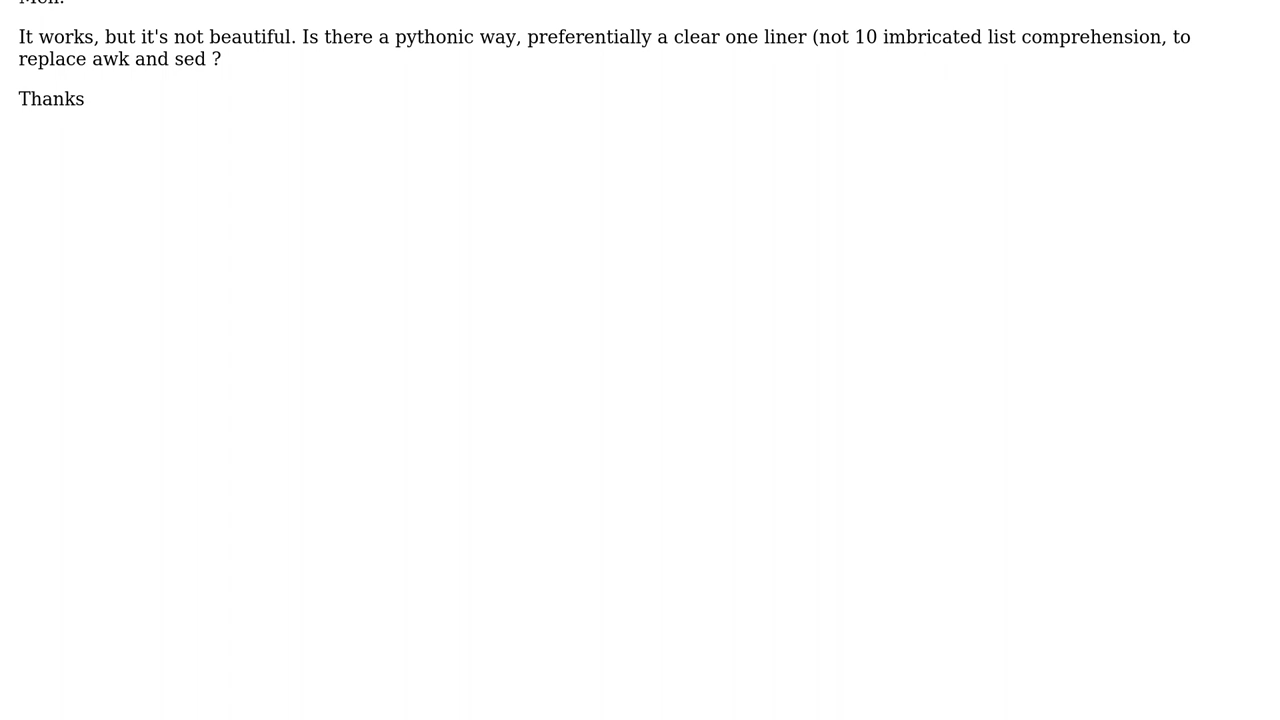 It works, but it's not beautiful. Is there a pythonic way, preferentially a clear one liner (not 10 imbricated list comprehension, to
replace awk and sed ?
Thanks